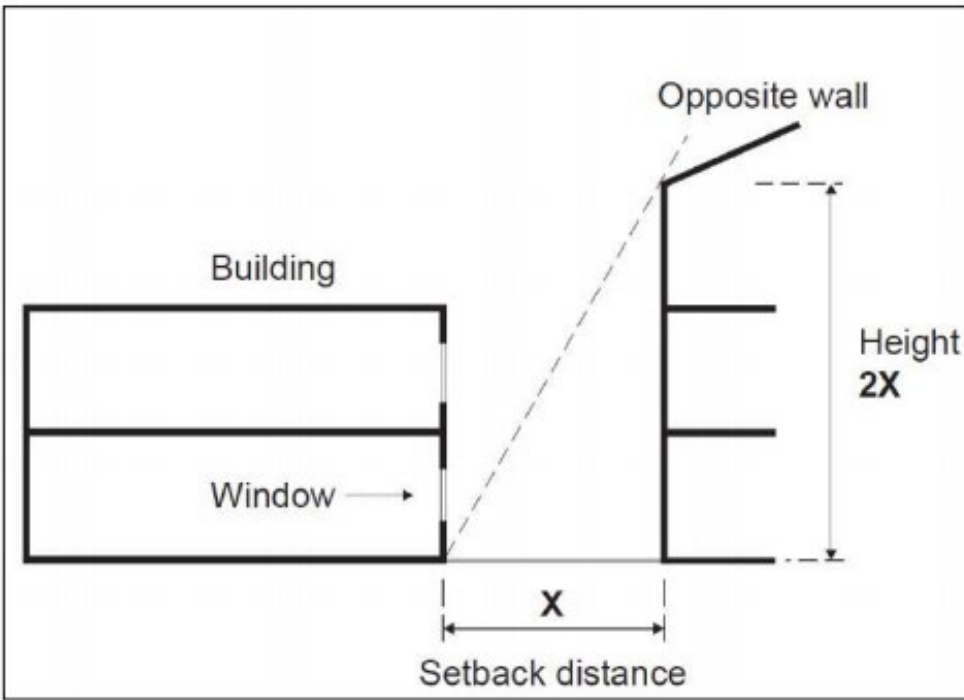 Opposite wall
Building
Height
2X
Window
X
Setback distance